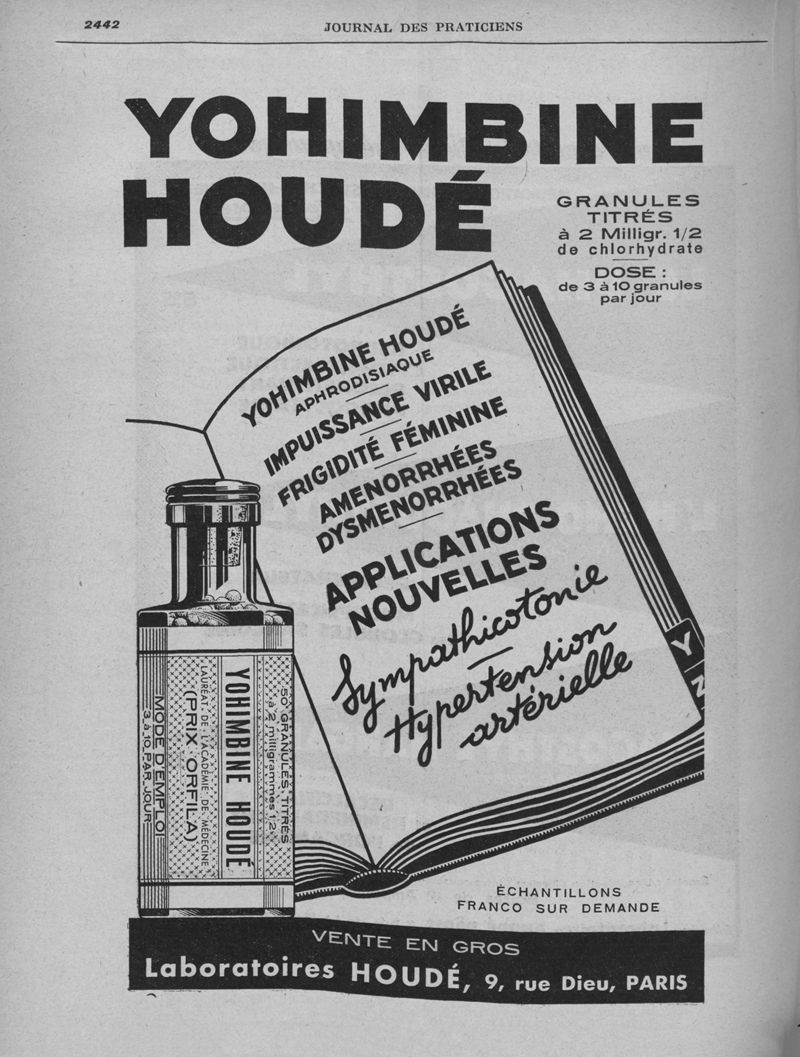 2442
JOURNAL DES PRATICIENS
YOHIMBINE
HOUDÉ
GRANULES
TITRÉS
à 2 Milligr. 1/2
de chlorhydrate
DOSE :
de 3 à 10 granules
par jour
YOHIMBINE HOUDÉ
APHRODISIAQUE
IMPUISSANCE VIRILE
FRIGIDITÉ FÉMININE
AMENORRHÉES
DYSMENORRHÉES
APPLICATIONS
NOUVELLES
Sympathicotonie
Hypertension
artérielle
Y
N
50 GRANULES TITRÉS
à 2 milligrammes 1/2
YOHIMBINE HOUDÉ
LAURÉAT DE L'ACADÉMIE DE MÉDECINE
(PRIX ORFILA)
MODE D'EMPLOI
3 à 10 PAR JOUR
ÉCHANTILLONS
FRANCO SUR DEMANDE
VENTE EN GROS
Laboratoires HOUDÉ, 9, rue Dieu, PARIS